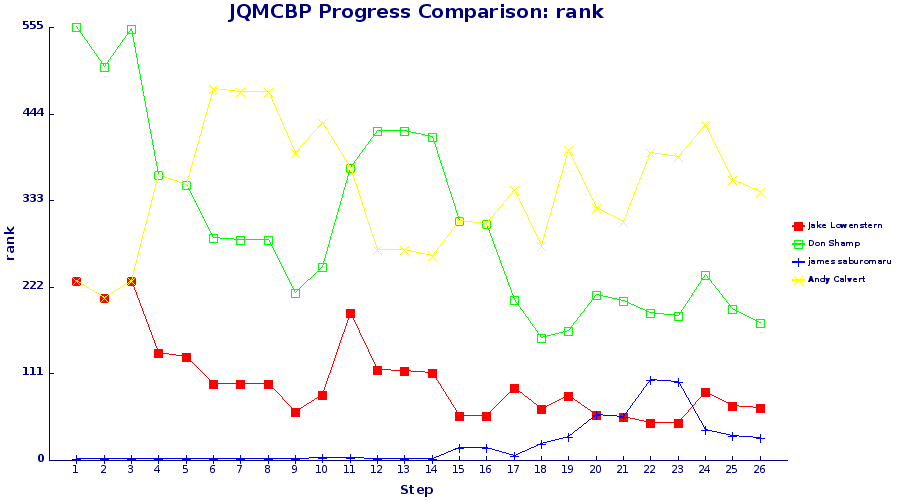 JQMCBP Progress Comparison: rank
555
444
333
222
111
0
rank
1 2 3 4 5 6 7 8 9 10 11 12 13 14 15 16 17 18 19 20 21 22 23 24 25 26
Step
Jake Lowenstern
Don Shamp
james saburomaru
Andy Calvert